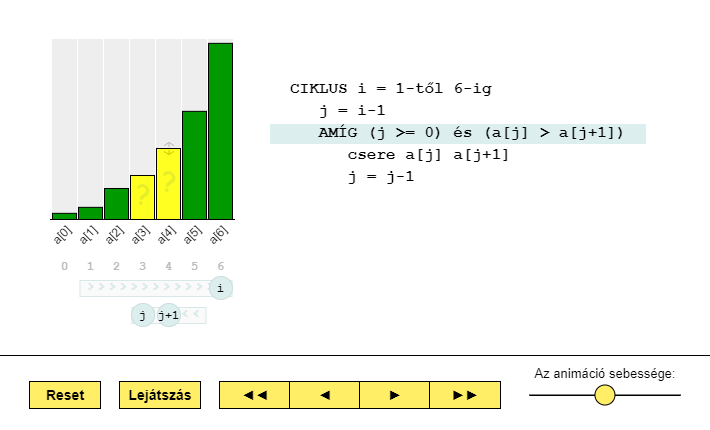 CIKLUS i = 1-től 6-ig
j = i-1
AMÍG (j >= 0) és (a[j] > a[j+1])
csere a[j] a[j+1]
j = j-1
? ?
a[0] a[1] a[2] a[3] a[4] a[5] a[6]
0 1 2 3 4 5 6
> > > > > > > > > > > > i
j j+1 < <
Az animáció sebessége:
Reset Lejátszás ◄◄ ◄ ► ►►